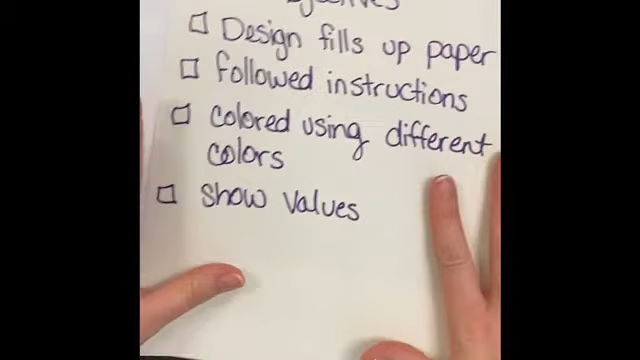 ☐ Design fills up paper
☐ followed instructions
☐ Colored using different
colors
☐ Show values